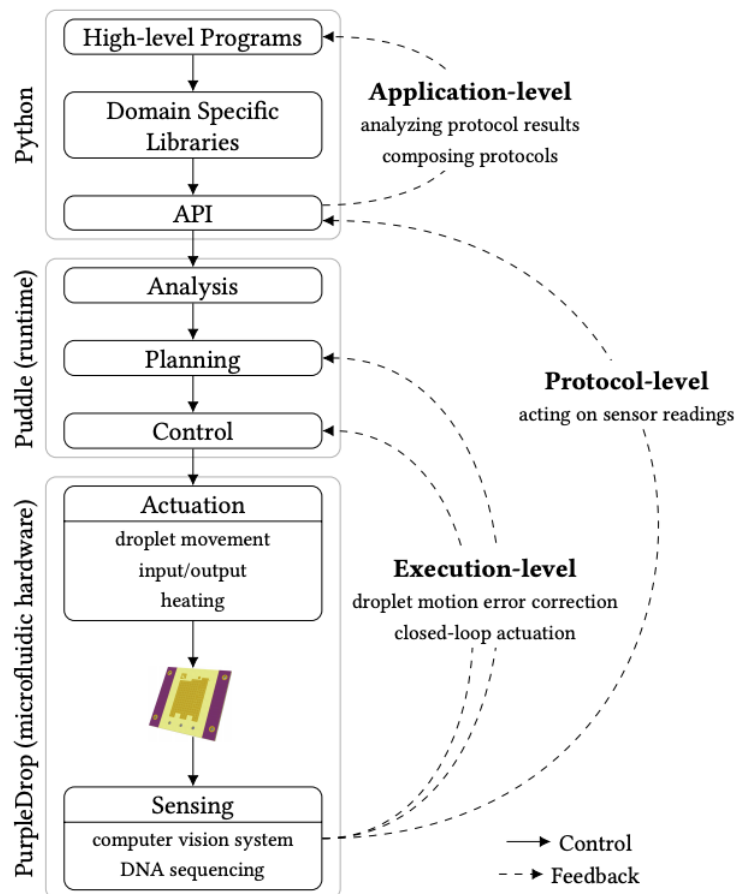 Python
High-level Programs
Domain Specific
Libraries
API
Application-level
analyzing protocol results
composing protocols
Puddle (runtime)
Analysis
Planning
Control
Protocol-level
acting on sensor readings
PurpleDrop (microfluidic hardware)
Actuation
droplet movement
input/output
heating
Execution-level
droplet motion error correction
closed-loop actuation
Sensing
computer vision system
DNA sequencing
Control
Feedback